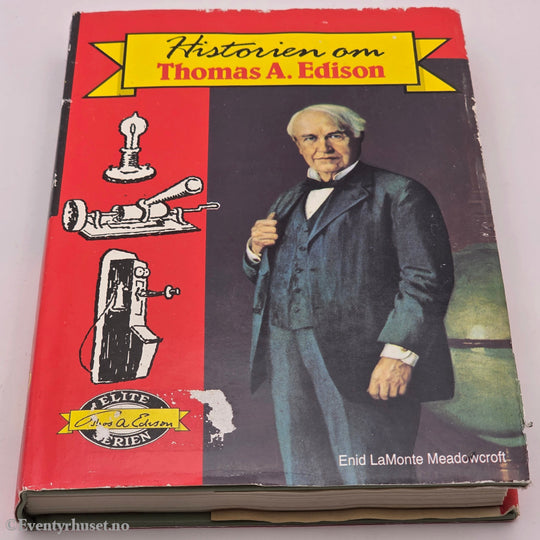 Historien om
Thomas A. Edison
ELITE
Thos A Edison
SERIEN
Enid LaMonte Meadowcroft
©Eventyrhuset.no